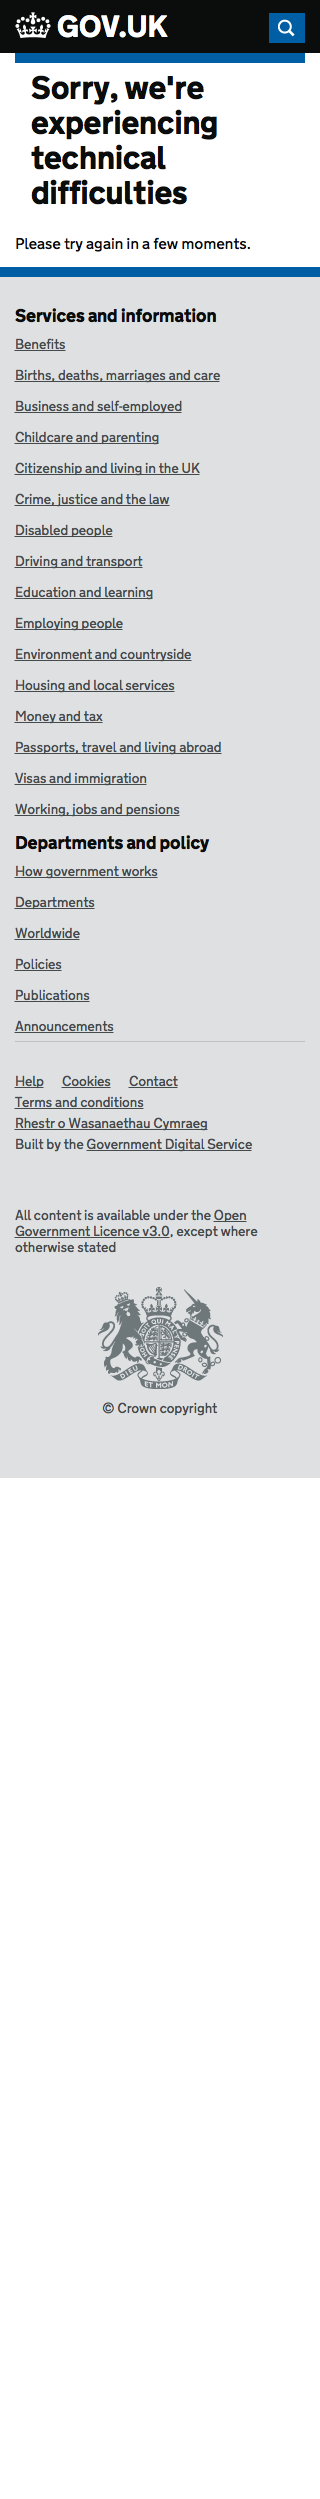 GOV.UK
Sorry, we're
experiencing
technical
difficulties
Please try again in a few moments.
Services and information
Benefits
Births, deaths, marriages and care
Business and self-employed
Childcare and parenting
Citizenship and living in the UK
Crime, justice and the law
Disabled people
Driving and transport
Education and learning
Employing people
Environment and countryside
Housing and local services
Money and tax
Passports, travel and living abroad
Visas and immigration
Working, jobs and pensions
Departments and policy
How government works
Departments
Worldwide
Policies
Publications
Announcements
Help Cookies Contact
Terms and conditions
Rhestr o Wasanaethau Cymraeg
Built by the Government Digital Service
All content is available under the Open
Government Licence v3.0, except where
otherwise stated
DIEU ET MON DROIT
© Crown copyright